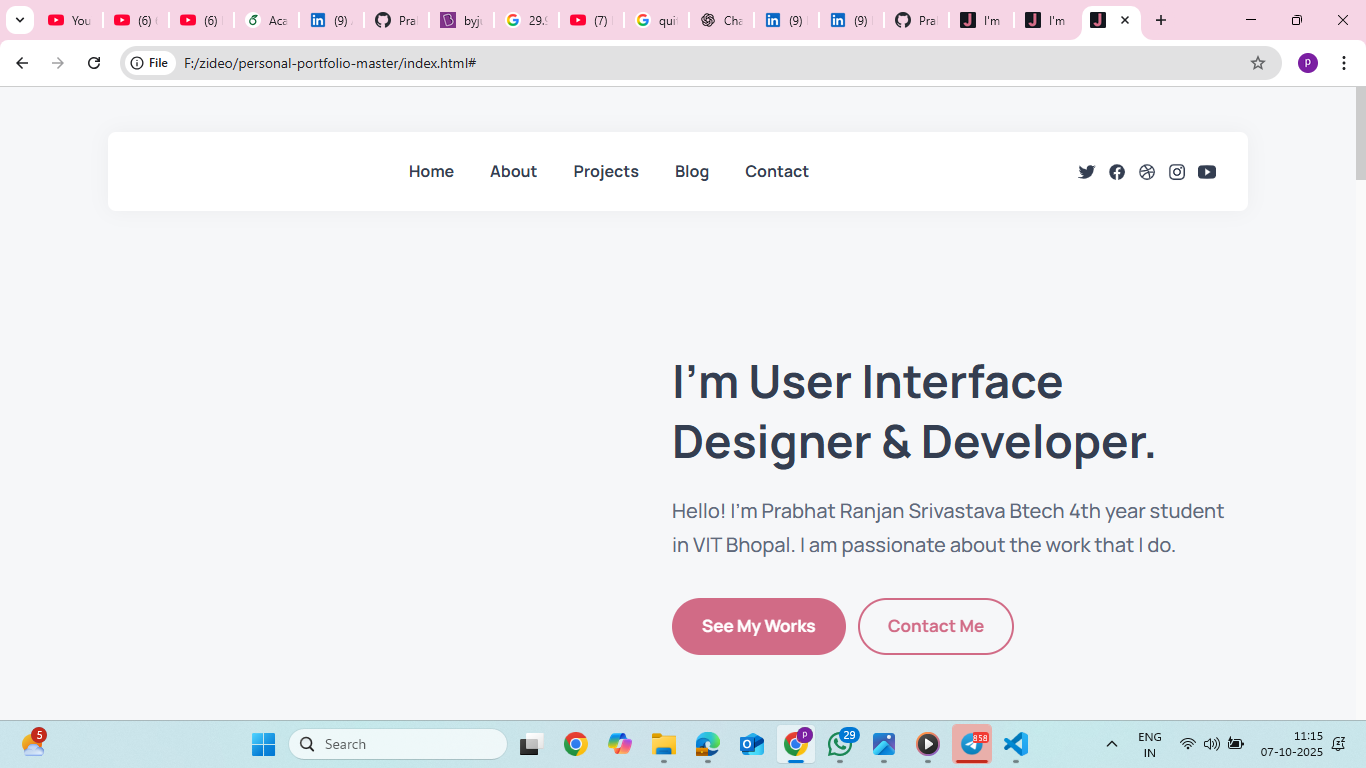 You
(6)
(6)
Aca
(9)
Pra
byju
29.9
(7)
quit
Cha
(9)
(9)
Pra
I'm
I'm
File
F:/zideo/personal-portfolio-master/index.html#
p
Home
About
Projects
Blog
Contact
I'm User Interface
Designer & Developer.
Hello! I'm Prabhat Ranjan Srivastava Btech 4th year student
in VIT Bhopal. I am passionate about the work that I do.
See My Works
Contact Me
5
Search
P
29
858
ENG
IN
11:15
07-10-2025